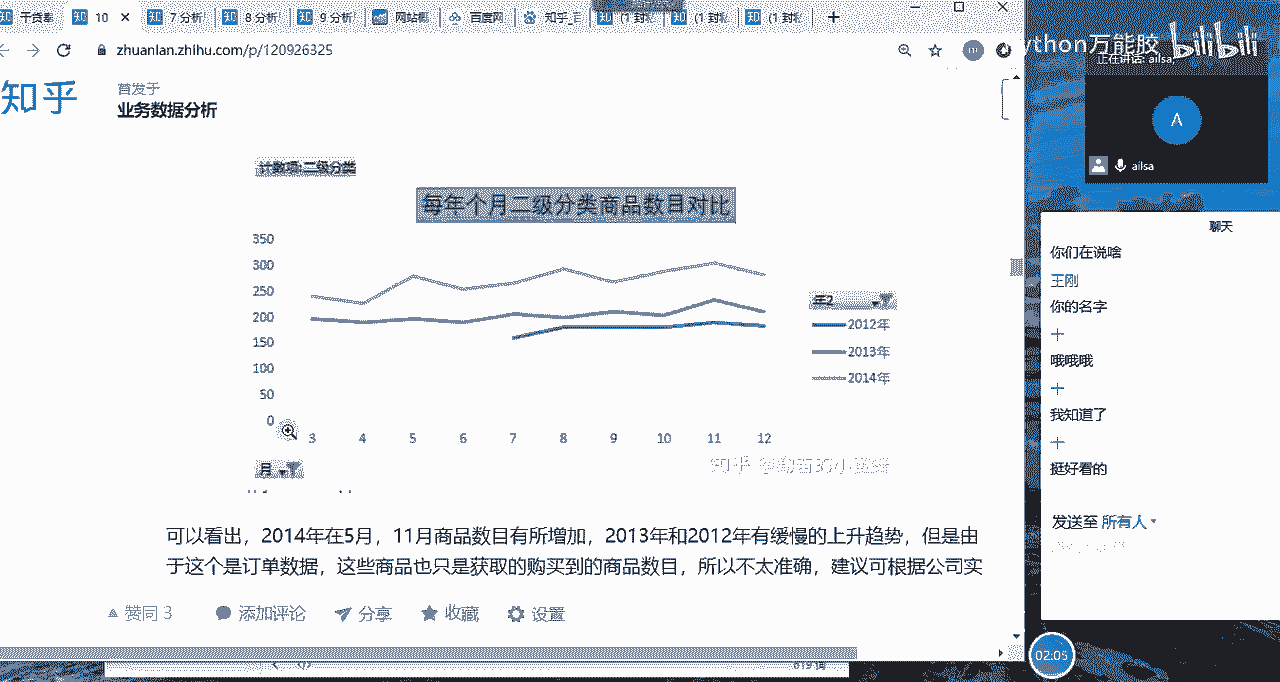 干货素
10
7 分析
8 分析
9 分析
网站概
百度网
知乎_百
(1 封私
(1 封私
(1 封私
zhuanlan.zhihu.com/p/120926325
ython万能胶 bilibili
正在讲话: ailsa;
A
ailsa
知乎
首发于
业务数据分析
计数项:二级分类
每年个月二级分类商品数目对比
350
300
250
200
150
100
50
0
3 4 5 6 7 8 9 10 11 12
年2
2012年
2013年
2014年
月
知乎
可以看出，2014年在5月，11月商品数目有所增加，2013年和2012年有缓慢的上升趋势，但是由
于这个是订单数据，这些商品也只是获取的购买到的商品数目，所以不太准确，建议可根据公司实
赞同 3
添加评论
分享
收藏
设置
聊天
你们在说啥
王刚
你的名字
哦哦哦
我知道了
挺好看的
发送至 所有人
02:05
619 词